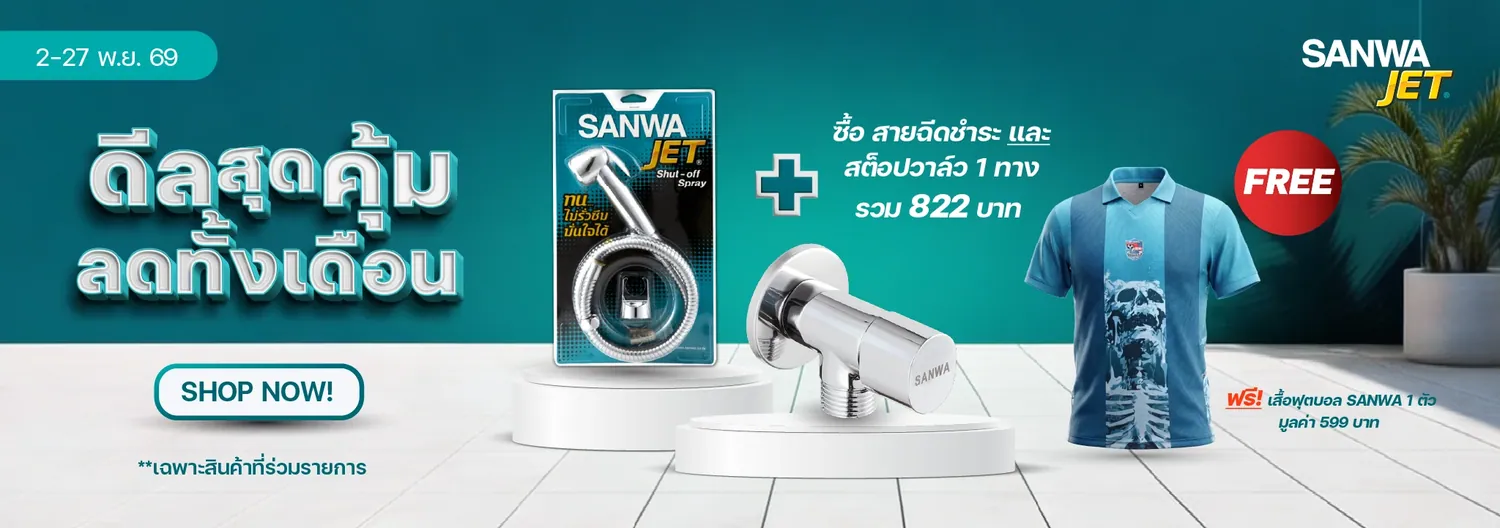 2-27 พ.ย. 69
ดีลสุดคุ้ม
ลดทั้งเดือน
SHOP NOW!
**เฉพาะสินค้าที่ร่วมรายการ
SANWA
JET
Shut-off
Spray
ทน
ไม่รั่วซึม
มั่นใจได้
ซื้อ สายฉีดชำระ และ
สต็อปวาล์ว 1 ทาง
รวม 822 บาท
SANWA
SANWA
JET
FREE
ฟรี! เสื้อฟุตบอล SANWA 1 ตัว
มูลค่า 599 บาท